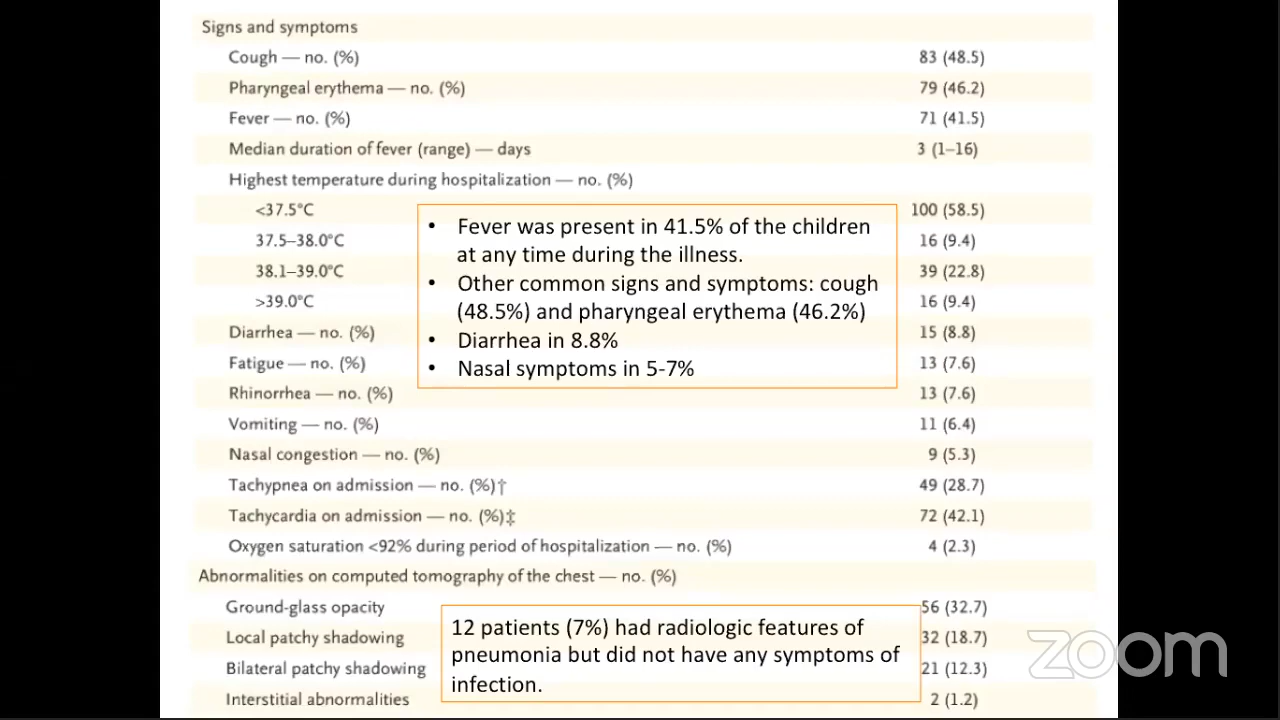 Signs and symptoms
Cough — no. (%) 83 (48.5)
Pharyngeal erythema — no. (%) 79 (46.2)
Fever — no. (%) 71 (41.5)
Median duration of fever (range) — days 3 (1–16)
Highest temperature during hospitalization — no. (%)
<37.5°C 100 (58.5)
37.5–38.0°C 16 (9.4)
38.1–39.0°C 39 (22.8)
>39.0°C 16 (9.4)
• Fever was present in 41.5% of the children
at any time during the illness.
• Other common signs and symptoms: cough
(48.5%) and pharyngeal erythema (46.2%)
• Diarrhea in 8.8%
• Nasal symptoms in 5-7%
Diarrhea — no. (%) 15 (8.8)
Fatigue — no. (%) 13 (7.6)
Rhinorrhea — no. (%) 13 (7.6)
Vomiting — no. (%) 11 (6.4)
Nasal congestion — no. (%) 9 (5.3)
Tachypnea on admission — no. (%)† 49 (28.7)
Tachycardia on admission — no. (%)‡ 72 (42.1)
Oxygen saturation <92% during period of hospitalization — no. (%) 4 (2.3)
Abnormalities on computed tomography of the chest — no. (%)
Ground-glass opacity 56 (32.7)
Local patchy shadowing 32 (18.7)
Bilateral patchy shadowing 21 (12.3)
Interstitial abnormalities 2 (1.2)
12 patients (7%) had radiologic features of
pneumonia but did not have any symptoms of
infection.
zoom